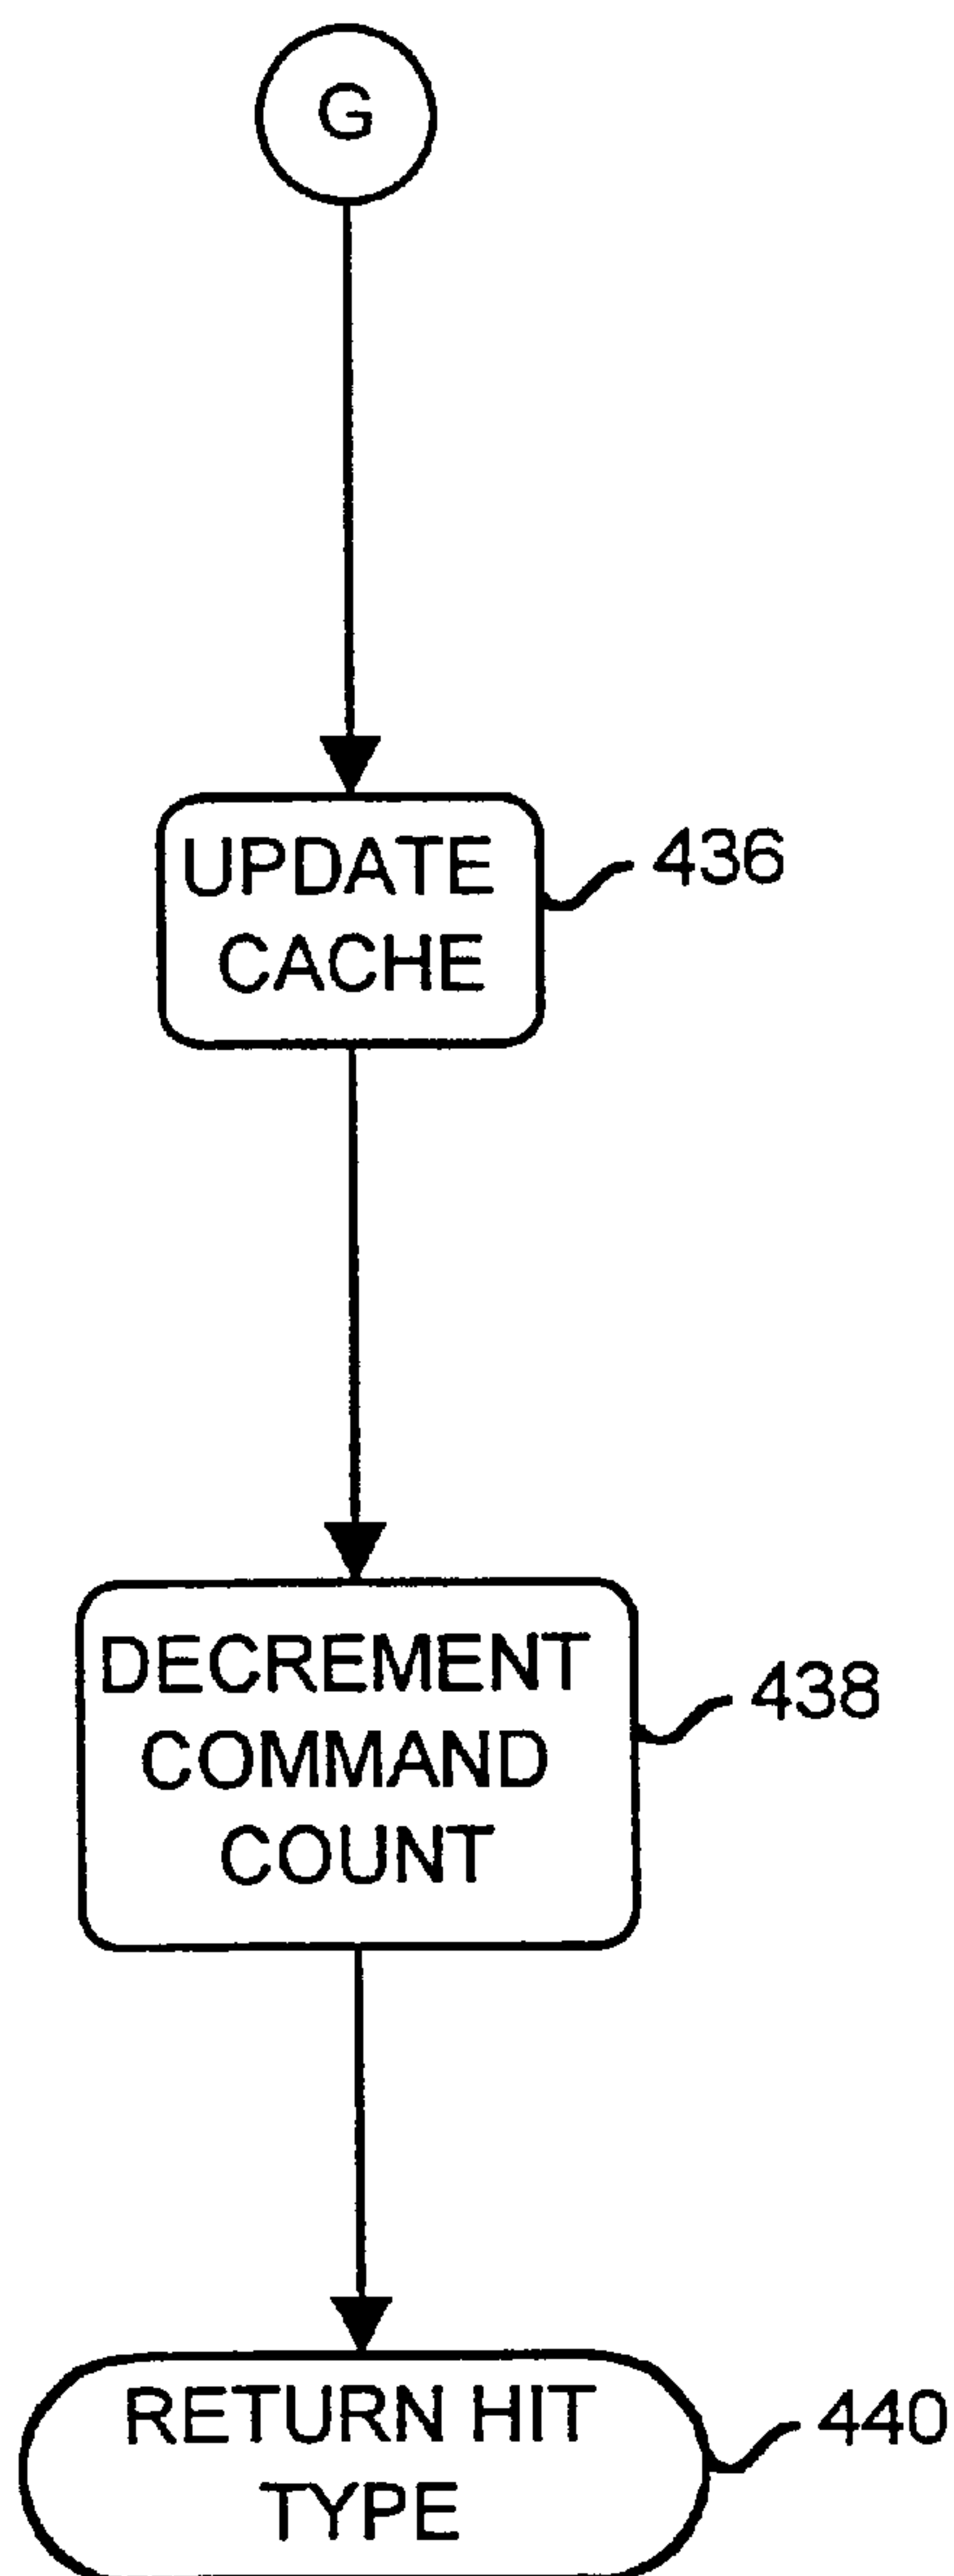 G
UPDATE
CACHE
436
DECREMENT
COMMAND
COUNT
438
RETURN HIT
TYPE
440